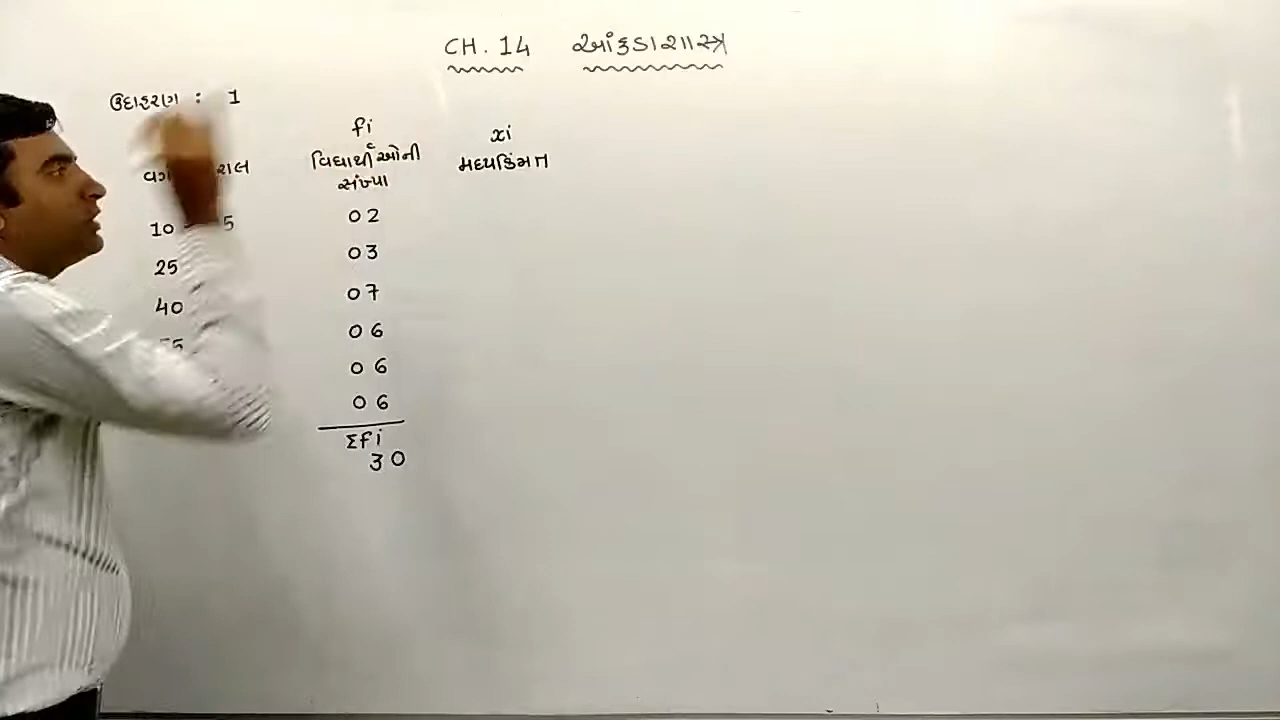 CH. 14 આંકડાશાસ્ત્ર
ઉદાહરણ : 1
fi
xi
વિદ્યાર્થીઓની
મધ્યકિંમત
સંખ્યા
10 02
25 03
40 07
06
06
06
Σfi
30